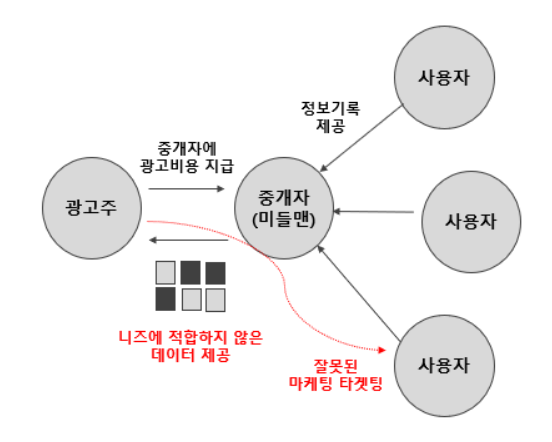 사용자
정보기록
제공
중개자에
광고비용 지급
광고주
중개자
(미들맨)
사용자
니즈에 적합하지 않은
데이터 제공
잘못된
마케팅 타겟팅
사용자